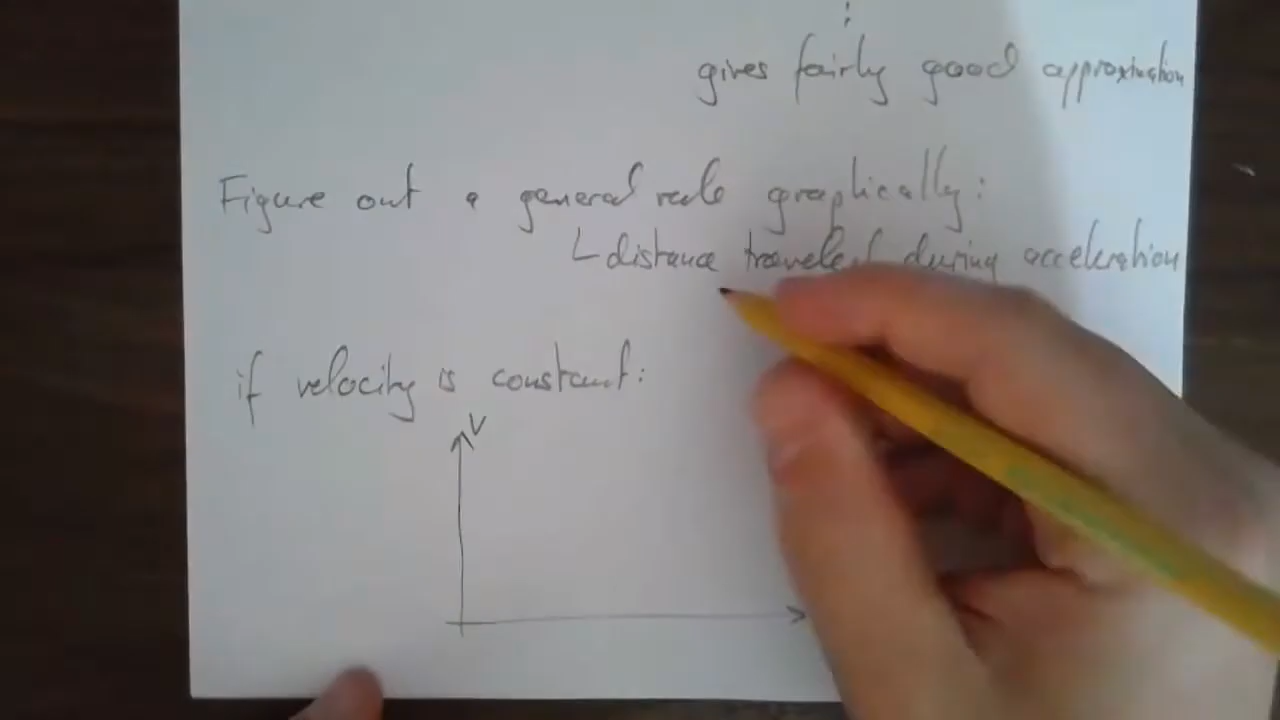 gives fairly good approximation
Figure out a general rule graphically:
distance traveled during acceleration
if velocity is constant:
V